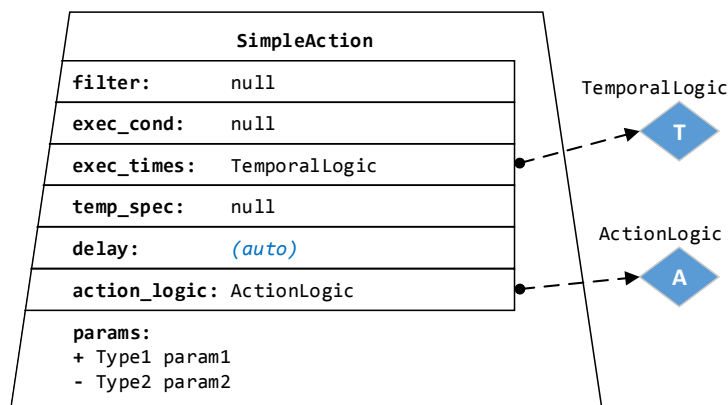 SimpleAction
filter: null
exec_cond: null
exec_times: TemporalLogic
temp_spec: null
delay: (auto)
action_logic: ActionLogic
params:
+ Type1 param1
- Type2 param2
TemporalLogic
T
ActionLogic
A